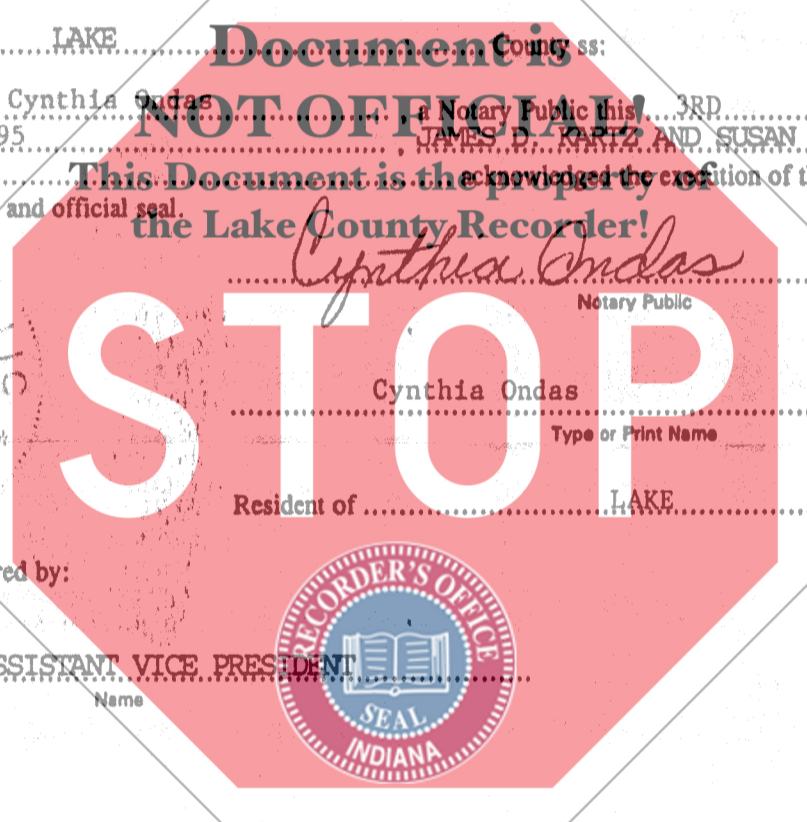 LAKE County ss:
Document is
Cynthia Ondas a Notary Public this 3RD
NOT OFFICIAL!
95 JAMES D. AND SUSAN
This Document is the property of
acknowledged the execution of th
and official seal.
the Lake County Recorder!
Cynthia Ondas
Notary Public
STOP
Cynthia Ondas
Type or Print Name
Resident of LAKE
ed by:
RECORDER'S OFFICE
SSISTANT VICE PRESIDENT
Name
SEAL
INDIANA